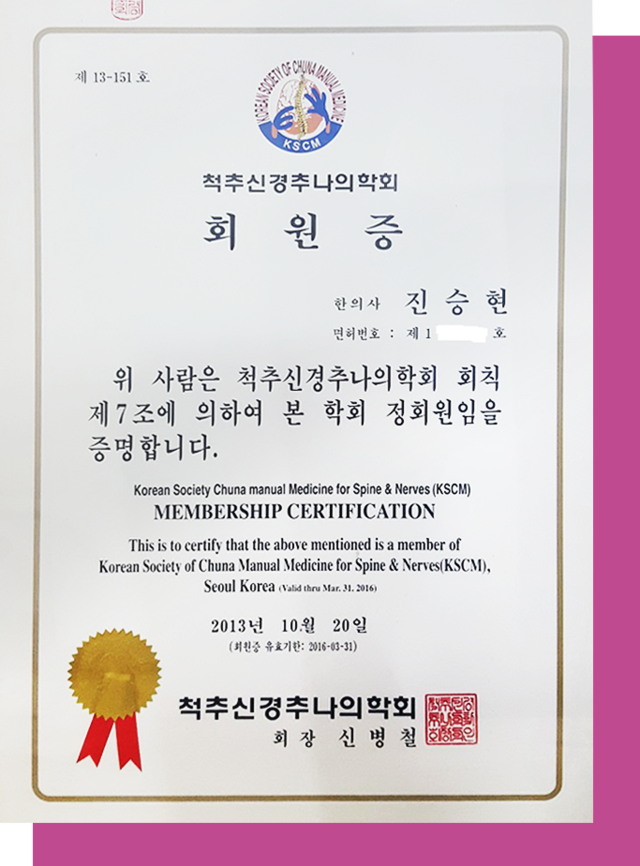 제 13-151 호
KOREAN SOCIETY OF CHUNA MANUAL MEDICINE
KSCM
척추신경추나의학회
회 원 증
한의사 진 승 현
면허번호 : 제 1 호
위 사람은 척추신경추나의학회 회칙
제7조에 의하여 본 학회 정회원임을
증명합니다.
Korean Society Chuna manual Medicine for Spine & Nerves (KSCM)
MEMBERSHIP CERTIFICATION
This is to certify that the above mentioned is a member of
Korean Society of Chuna Manual Medicine for Spine & Nerves(KSCM),
Seoul Korea (Valid thru Mar. 31. 2016)
2013년 10월 20일
(회원증 유효기한: 2016-03-31)
척추신경추나의학회
회 장 신 병 철